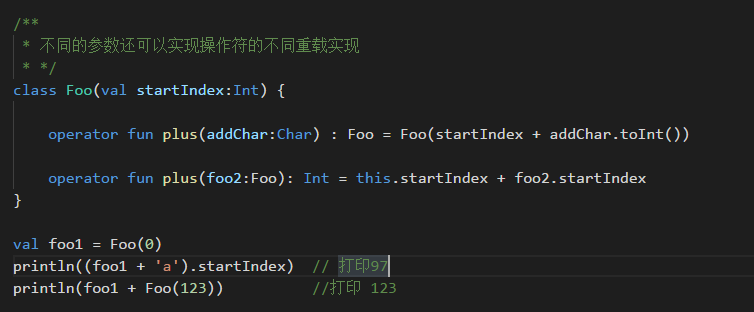 /**
 * 不同的参数还可以实现操作符的不同重载实现
 * */
class Foo(val startIndex:Int) {
    operator fun plus(addChar:Char) : Foo = Foo(startIndex + addChar.toInt())
    operator fun plus(foo2:Foo): Int = this.startIndex + foo2.startIndex
}
val foo1 = Foo(0)
println((foo1 + 'a').startIndex)  // 打印97
println(foo1 + Foo(123))          //打印 123